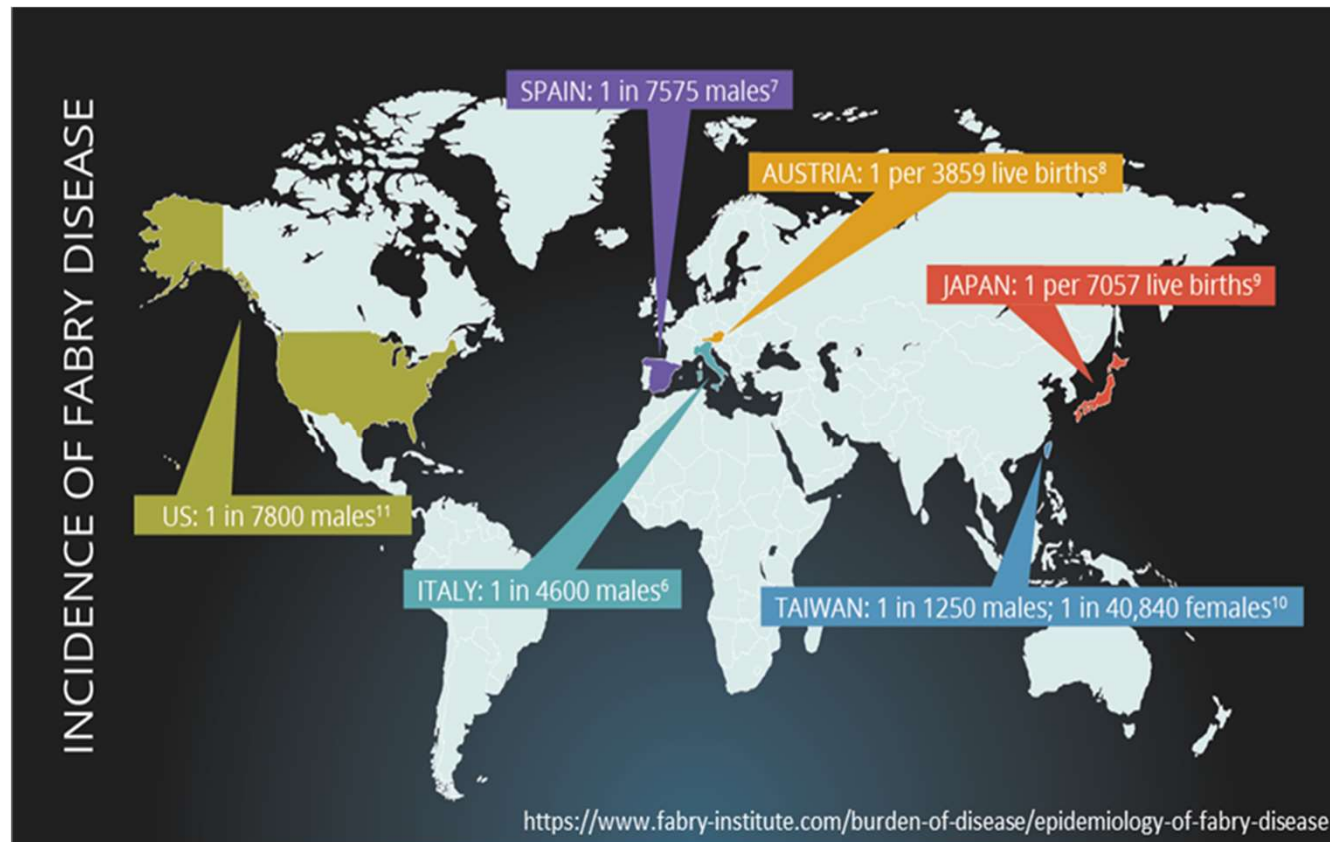 INCIDENCE OF FABRY DISEASE
SPAIN: 1 in 7575 males⁷
AUSTRIA: 1 per 3859 live births⁸
JAPAN: 1 per 7057 live births⁹
US: 1 in 7800 males¹¹
ITALY: 1 in 4600 males⁶
TAIWAN: 1 in 1250 males; 1 in 40,840 females¹⁰
https://www.fabry-institute.com/burden-of-disease/epidemiology-of-fabry-disease